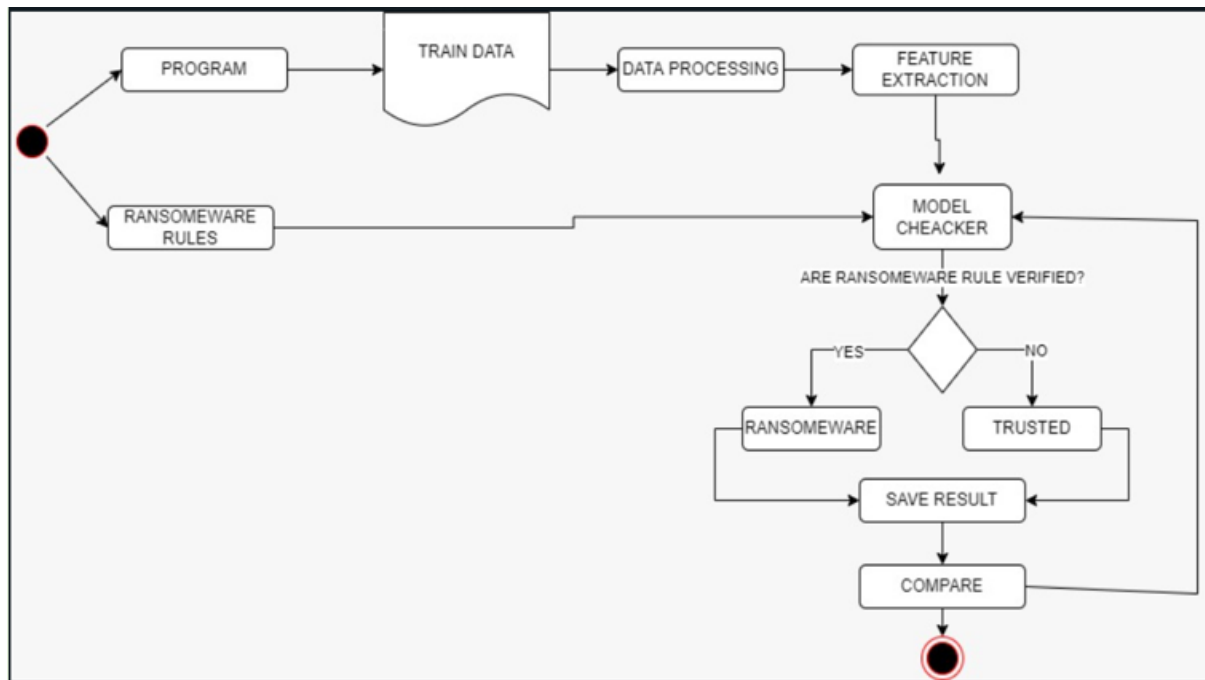 PROGRAM
TRAIN DATA
DATA PROCESSING
FEATURE
EXTRACTION
RANSOMEWARE
RULES
MODEL
CHEACKER
ARE RANSOMEWARE RULE VERIFIED?
YES
NO
RANSOMEWARE
TRUSTED
SAVE RESULT
COMPARE